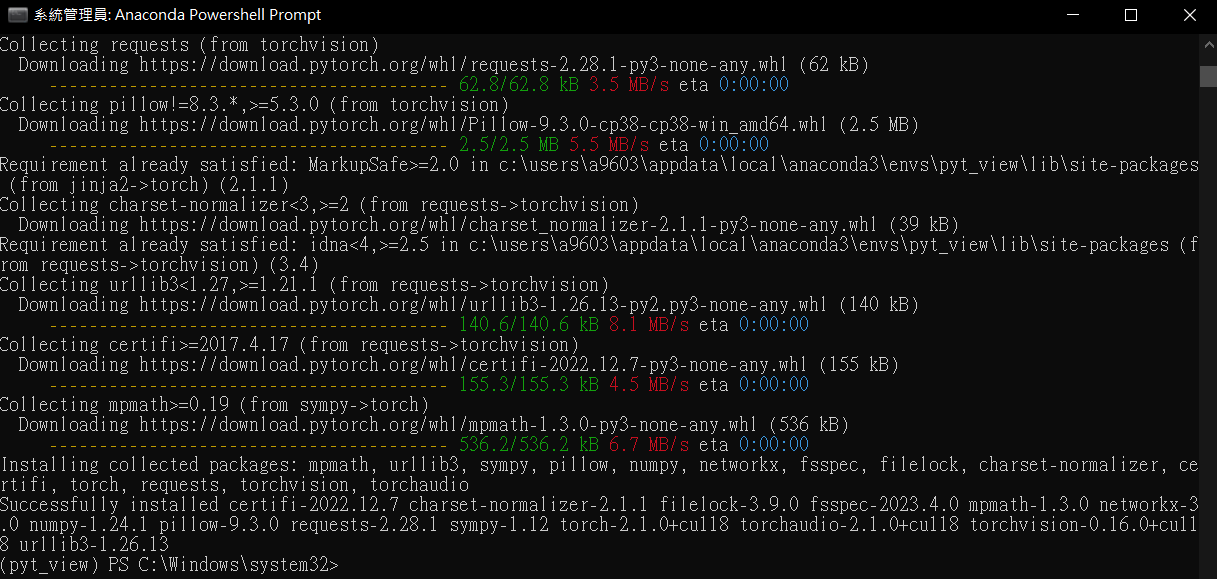 系統管理員: Anaconda Powershell Prompt
Collecting requests (from torchvision)
  Downloading https://download.pytorch.org/whl/requests-2.28.1-py3-none-any.whl (62 kB)
     ---------------------------------------- 62.8/62.8 kB 3.5 MB/s eta 0:00:00
Collecting pillow!=8.3.*,>=5.3.0 (from torchvision)
  Downloading https://download.pytorch.org/whl/Pillow-9.3.0-cp38-cp38-win_amd64.whl (2.5 MB)
     ---------------------------------------- 2.5/2.5 MB 5.5 MB/s eta 0:00:00
Requirement already satisfied: MarkupSafe>=2.0 in c:\users\a9603\appdata\local\anaconda3\envs\pyt_view\lib\site-packages
 (from jinja2->torch) (2.1.1)
Collecting charset-normalizer<3,>=2 (from requests->torchvision)
  Downloading https://download.pytorch.org/whl/charset_normalizer-2.1.1-py3-none-any.whl (39 kB)
Requirement already satisfied: idna<4,>=2.5 in c:\users\a9603\appdata\local\anaconda3\envs\pyt_view\lib\site-packages (f
rom requests->torchvision) (3.4)
Collecting urllib3<1.27,>=1.21.1 (from requests->torchvision)
  Downloading https://download.pytorch.org/whl/urllib3-1.26.13-py2.py3-none-any.whl (140 kB)
     ---------------------------------------- 140.6/140.6 kB 8.1 MB/s eta 0:00:00
Collecting certifi>=2017.4.17 (from requests->torchvision)
  Downloading https://download.pytorch.org/whl/certifi-2022.12.7-py3-none-any.whl (155 kB)
     ---------------------------------------- 155.3/155.3 kB 4.5 MB/s eta 0:00:00
Collecting mpmath>=0.19 (from sympy->torch)
  Downloading https://download.pytorch.org/whl/mpmath-1.3.0-py3-none-any.whl (536 kB)
     ---------------------------------------- 536.2/536.2 kB 6.7 MB/s eta 0:00:00
Installing collected packages: mpmath, urllib3, sympy, pillow, numpy, networkx, fsspec, filelock, charset-normalizer, ce
rtifi, torch, requests, torchvision, torchaudio
Successfully installed certifi-2022.12.7 charset-normalizer-2.1.1 filelock-3.9.0 fsspec-2023.4.0 mpmath-1.3.0 networkx-3
.0 numpy-1.24.1 pillow-9.3.0 requests-2.28.1 sympy-1.12 torch-2.1.0+cu118 torchaudio-2.1.0+cu118 torchvision-0.16.0+cu11
8 urllib3-1.26.13
(pyt_view) PS C:\Windows\system32>